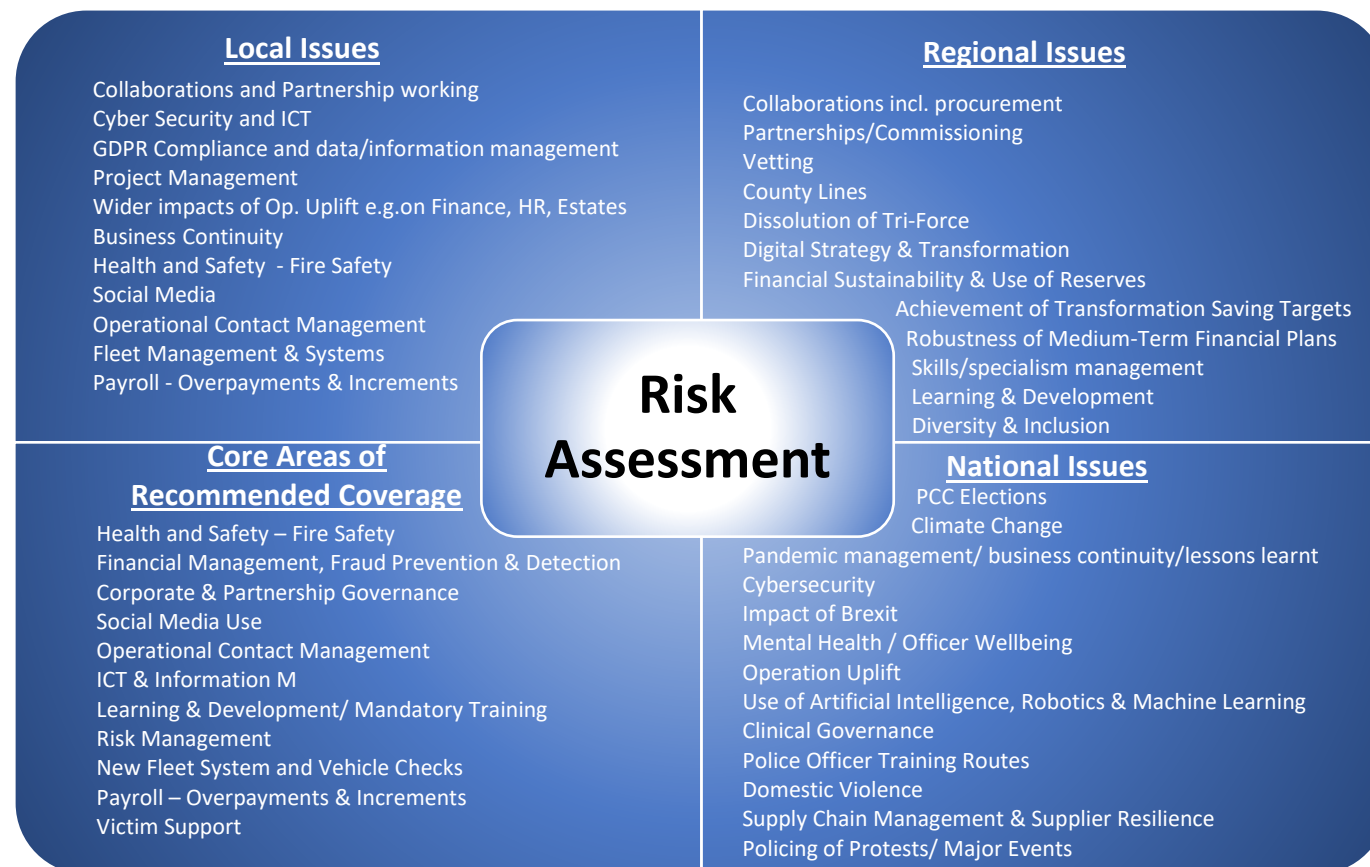 Local Issues
Collaborations and Partnership working
Cyber Security and ICT
GDPR Compliance and data/information management
Project Management
Wider impacts of Op. Uplift e.g.on Finance, HR, Estates
Business Continuity
Health and Safety  - Fire Safety
Social Media
Operational Contact Management
Fleet Management & Systems
Payroll - Overpayments & Increments
Regional Issues
Collaborations incl. procurement
Partnerships/Commissioning
Vetting
County Lines
Dissolution of Tri-Force
Digital Strategy & Transformation
Financial Sustainability & Use of Reserves
Achievement of Transformation Saving Targets
Robustness of Medium-Term Financial Plans
Skills/specialism management
Learning & Development
Diversity & Inclusion
Risk
Assessment
Core Areas of
Recommended Coverage
Health and Safety – Fire Safety
Financial Management, Fraud Prevention & Detection
Corporate & Partnership Governance
Social Media Use
Operational Contact Management
ICT & Information M
Learning & Development/ Mandatory Training
Risk Management
New Fleet System and Vehicle Checks
Payroll – Overpayments & Increments
Victim Support
National Issues
PCC Elections
Climate Change
Pandemic management/ business continuity/lessons learnt
Cybersecurity
Impact of Brexit
Mental Health / Officer Wellbeing
Operation Uplift
Use of Artificial Intelligence, Robotics & Machine Learning
Clinical Governance
Police Officer Training Routes
Domestic Violence
Supply Chain Management & Supplier Resilience
Policing of Protests/ Major Events